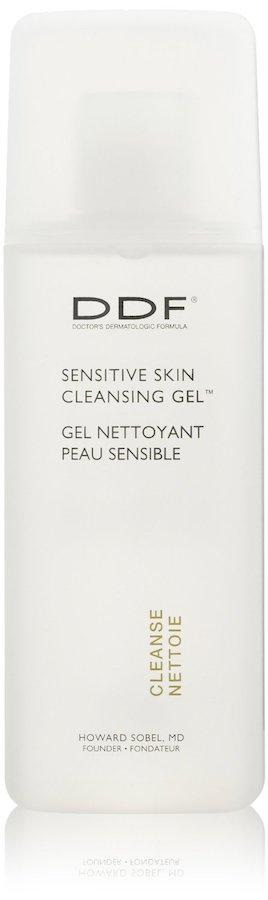 DDF®
DOCTOR'S DERMATOLOGIC FORMULA
SENSITIVE SKIN
CLEANSING GEL™
GEL NETTOYANT
PEAU SENSIBLE
CLEANSE
NETTOIE
HOWARD SOBEL, MD
FOUNDER • FONDATEUR